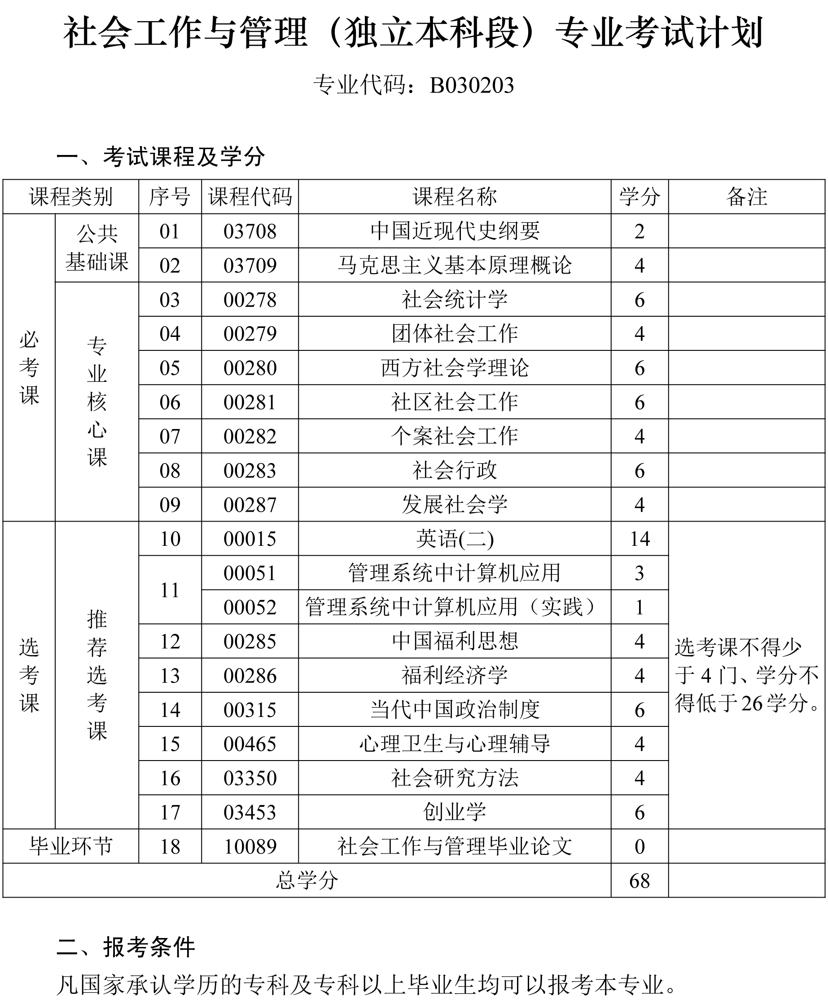 社会工作与管理（独立本科段）专业考试计划
专业代码：B030203
一、考试课程及学分
课程类别 序号 课程代码 课程名称 学分 备注
必考课 公共基础课 01 03708 中国近现代史纲要 2
02 03709 马克思主义基本原理概论 4
专业核心课 03 00278 社会统计学 6
04 00279 团体社会工作 4
05 00280 西方社会学理论 6
06 00281 社区社会工作 6
07 00282 个案社会工作 4
08 00283 社会行政 6
09 00287 发展社会学 4
选考课 推荐选考课 10 00015 英语(二) 14 选考课不得少于 4 门、学分不得低于 26 学分。
11 00051 管理系统中计算机应用 3
00052 管理系统中计算机应用（实践） 1
12 00285 中国福利思想 4
13 00286 福利经济学 4
14 00315 当代中国政治制度 6
15 00465 心理卫生与心理辅导 4
16 03350 社会研究方法 4
17 03453 创业学 6
毕业环节 18 10089 社会工作与管理毕业论文 0
总学分 68
二、报考条件
凡国家承认学历的专科及专科以上毕业生均可以报考本专业。